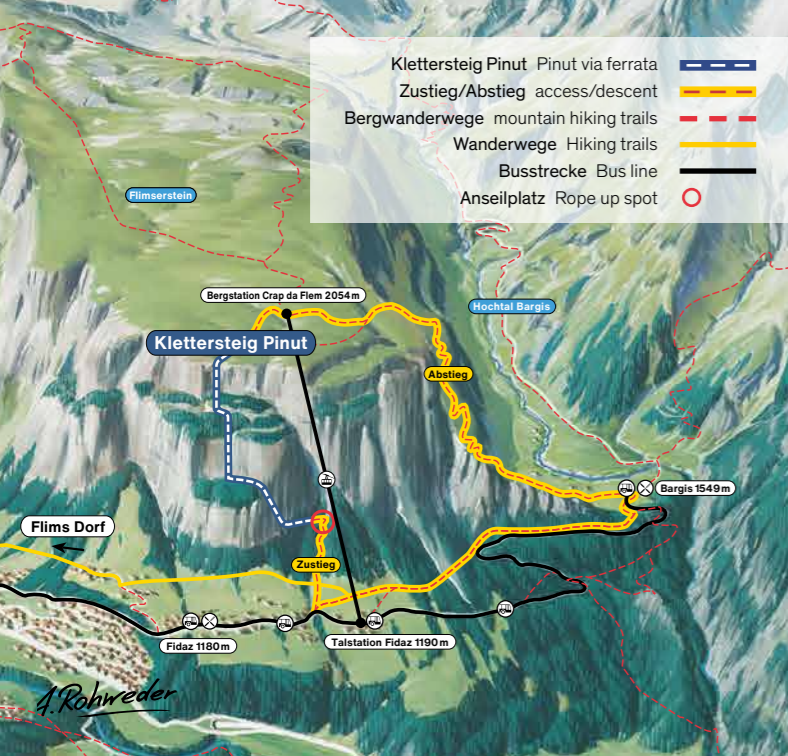 Klettersteig Pinut Pinut via ferrata
Zustieg/Abstieg access/descent
Bergwanderwege mountain hiking trails
Wanderwege Hiking trails
Busstrecke Bus line
Anseilplatz Rope up spot
Flimserstein
Bergstation Crap da Flem 2054 m
Hochtal Bargis
Klettersteig Pinut
Abstieg
Bargis 1549 m
Flims Dorf
Zustieg
Fidaz 1180 m
Talstation Fidaz 1190 m
A. Rohweder